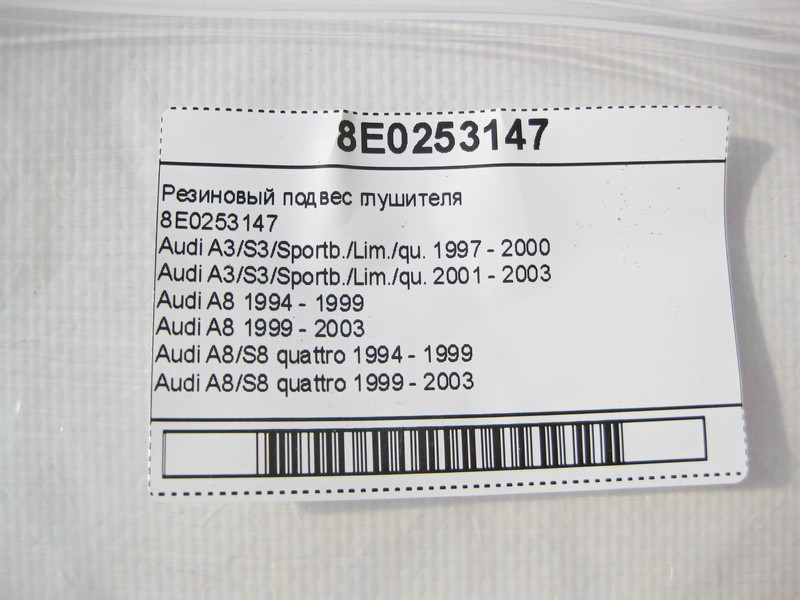 8E0253147
Резиновый подвес глушителя
8E0253147
Audi A3/S3/Sportb./Lim./qu. 1997 - 2000
Audi A3/S3/Sportb./Lim./qu. 2001 - 2003
Audi A8 1994 - 1999
Audi A8 1999 - 2003
Audi A8/S8 quattro 1994 - 1999
Audi A8/S8 quattro 1999 - 2003